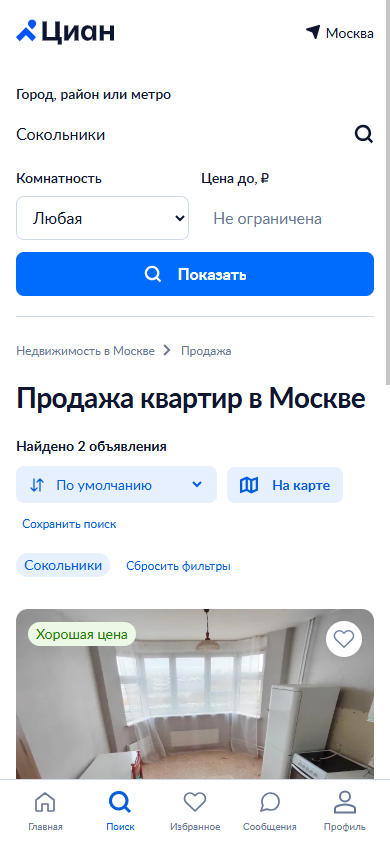 Циан
Москва
Город, район или метро
Сокольники
Комнатность
Цена до, ₽
Любая
Не ограничена
Показать
Недвижимость в Москве
Продажа
Продажа квартир в Москве
Найдено 2 объявления
По умолчанию
На карте
Сохранить поиск
Сокольники
Сбросить фильтры
Хорошая цена
Главная
Поиск
Избранное
Сообщения
Профиль